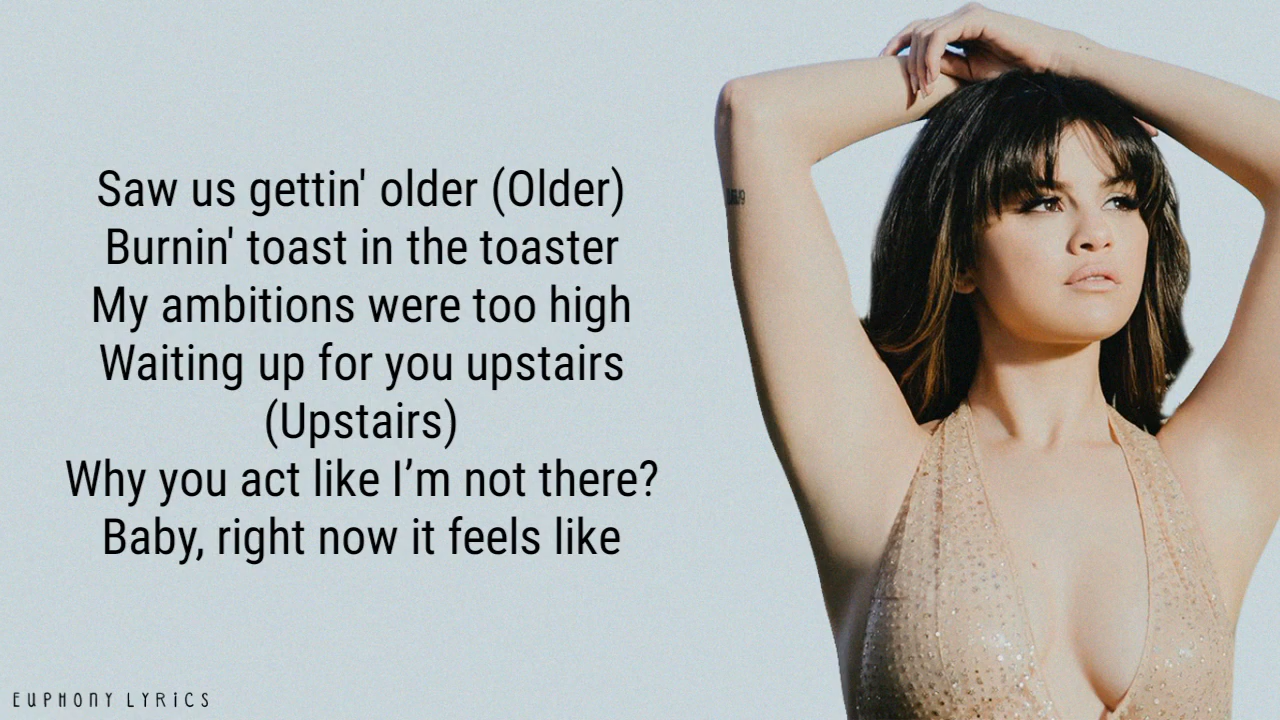 Saw us gettin' older (Older)
Burnin' toast in the toaster
My ambitions were too high
Waiting up for you upstairs
(Upstairs)
Why you act like I’m not there?
Baby, right now it feels like
EUPHONY LYRICS